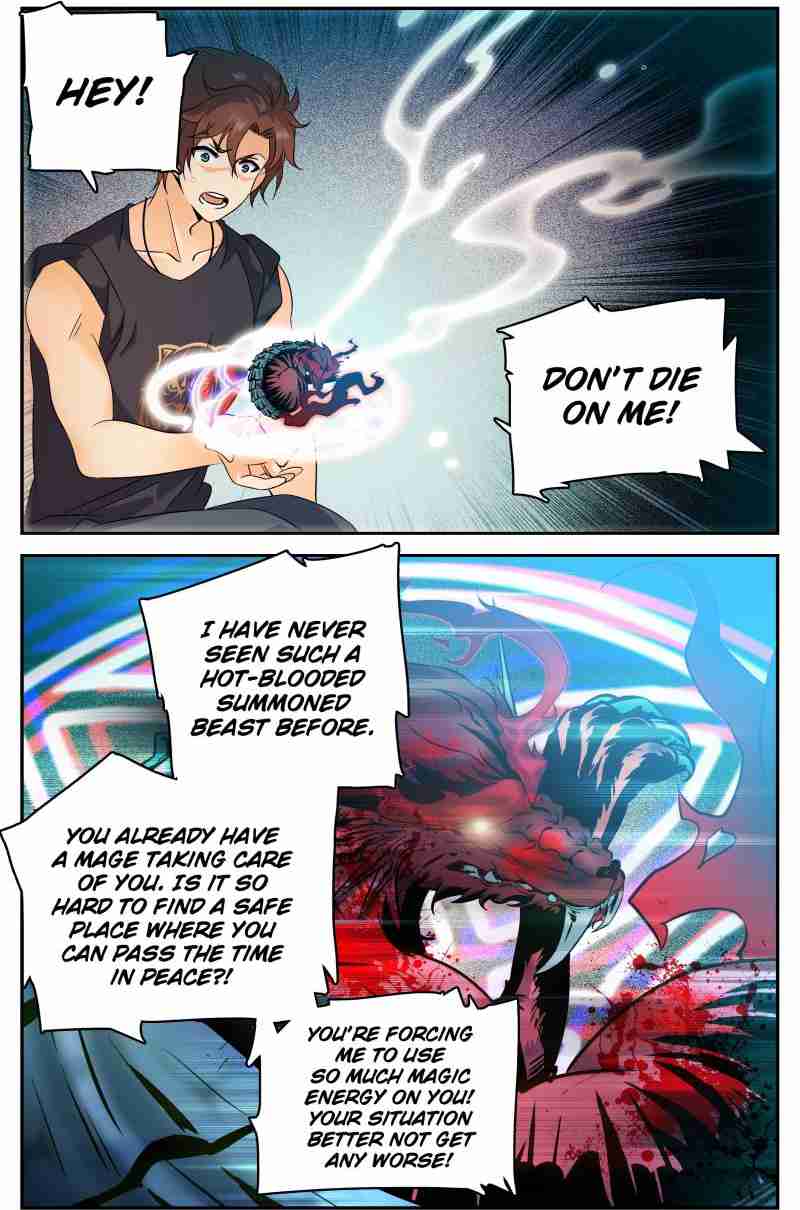 HEY!
DON'T DIE
ON ME!
I HAVE NEVER
SEEN SUCH A
HOT-BLOODED
SUMMONED
BEAST BEFORE.
YOU ALREADY HAVE
A MAGE TAKING CARE
OF YOU. IS IT SO
HARD TO FIND A SAFE
PLACE WHERE YOU
CAN PASS THE TIME
IN PEACE?!
YOU'RE FORCING
ME TO USE
SO MUCH MAGIC
ENERGY ON YOU!
YOUR SITUATION
BETTER NOT GET
ANY WORSE!